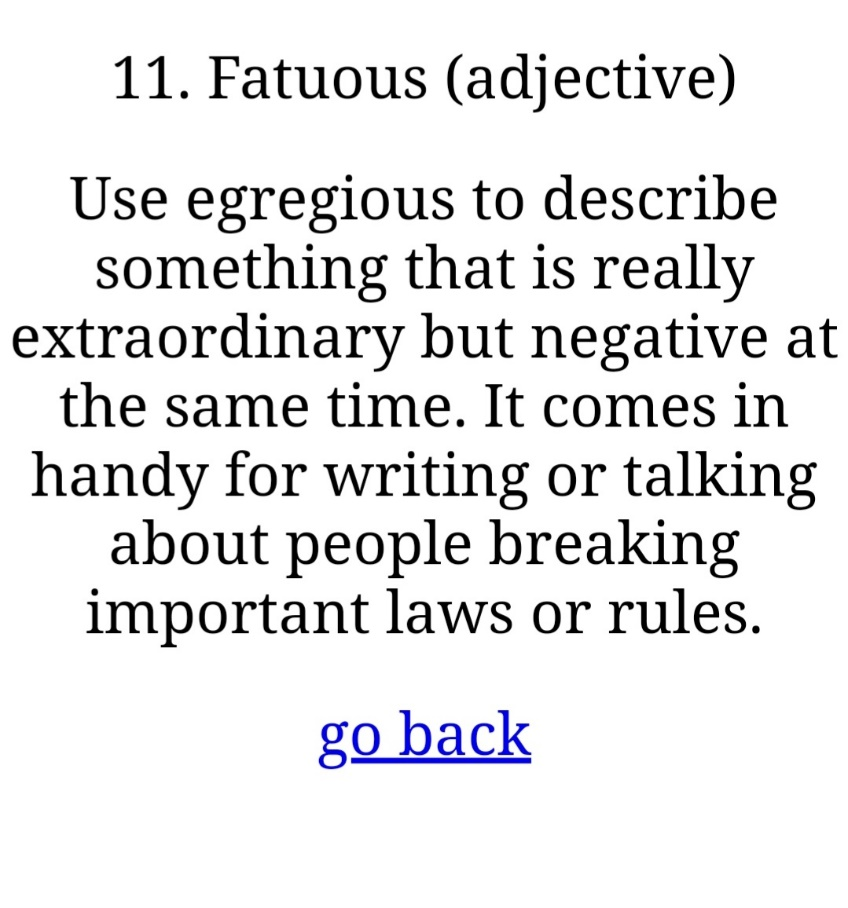 11. Fatuous (adjective)
Use egregious to describe
something that is really
extraordinary but negative at
the same time. It comes in
handy for writing or talking
about people breaking
important laws or rules.
go back